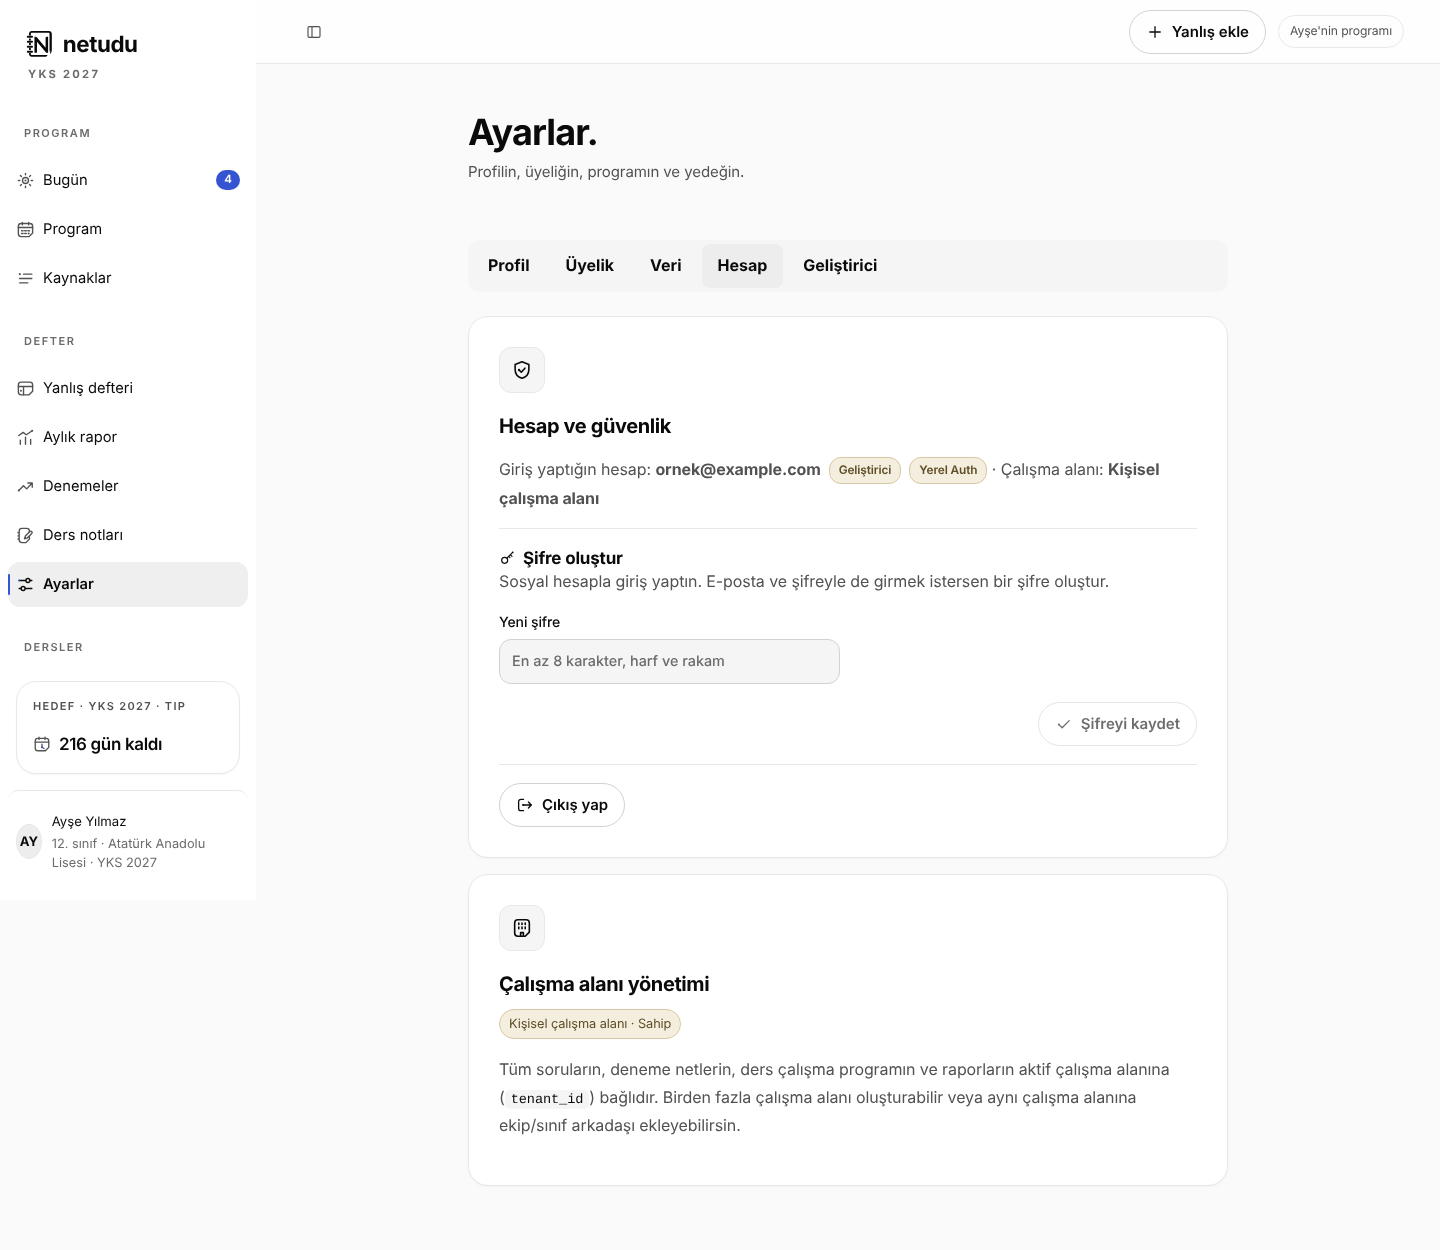 netudu
YKS 2027
PROGRAM
Bugün 4
Program
Kaynaklar
DEFTER
Yanlış defteri
Aylık rapor
Denemeler
Ders notları
Ayarlar
DERSLER
HEDEF · YKS 2027 · TIP
216 gün kaldı
AY
Ayşe Yılmaz
12. sınıf · Atatürk Anadolu
Lisesi · YKS 2027
Yanlış ekle
Ayşe'nin programı
Ayarlar.
Profilin, üyeliğin, programın ve yedeğin.
Profil Üyelik Veri Hesap Geliştirici
Hesap ve güvenlik
Giriş yaptığın hesap: ornek@example.com Geliştirici Yerel Auth · Çalışma alanı: Kişisel
çalışma alanı
Şifre oluştur
Sosyal hesapla giriş yaptın. E-posta ve şifreyle de girmek istersen bir şifre oluştur.
Yeni şifre
En az 8 karakter, harf ve rakam
Şifreyi kaydet
Çıkış yap
Çalışma alanı yönetimi
Kişisel çalışma alanı · Sahip
Tüm soruların, deneme netlerin, ders çalışma programın ve raporların aktif çalışma alanına
(tenant_id) bağlıdır. Birden fazla çalışma alanı oluşturabilir veya aynı çalışma alanına
ekip/sınıf arkadaşı ekleyebilirsin.